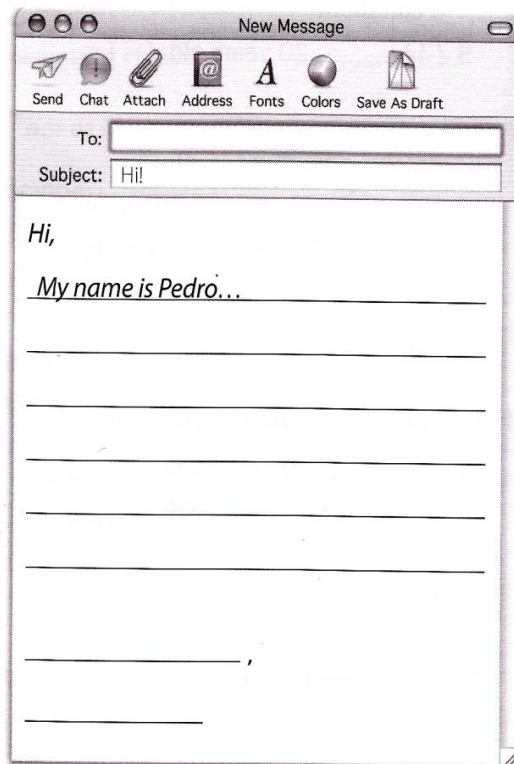 New Message
Send Chat Attach Address Fonts Colors Save As Draft
To:
Subject: Hi!
Hi,
My name is Pedro...
,